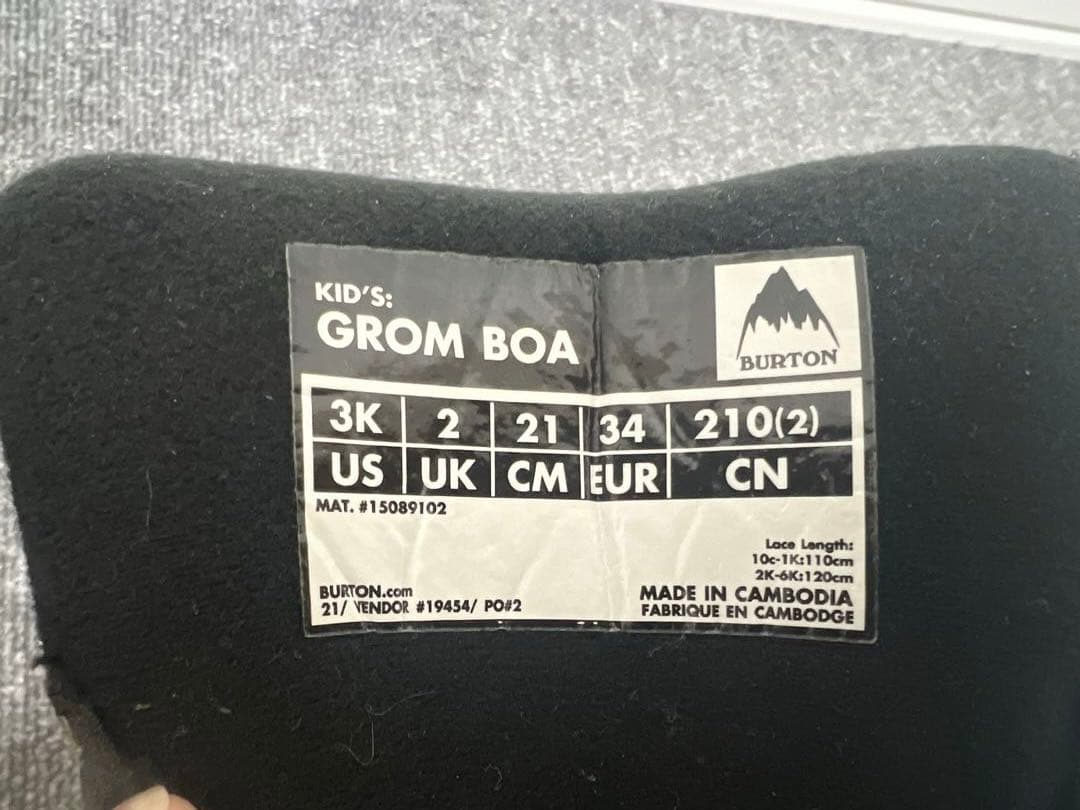 KID'S:
GROM BOA
BURTON
3K 2 21 34 210(2)
US UK CM EUR CN
MAT. #15089102
Lace Length:
10c-1K:110cm
2K-6K:120cm
BURTON.com
21/ VENDOR #19454/ PO#2
MADE IN CAMBODIA
FABRIQUE EN CAMBODGE